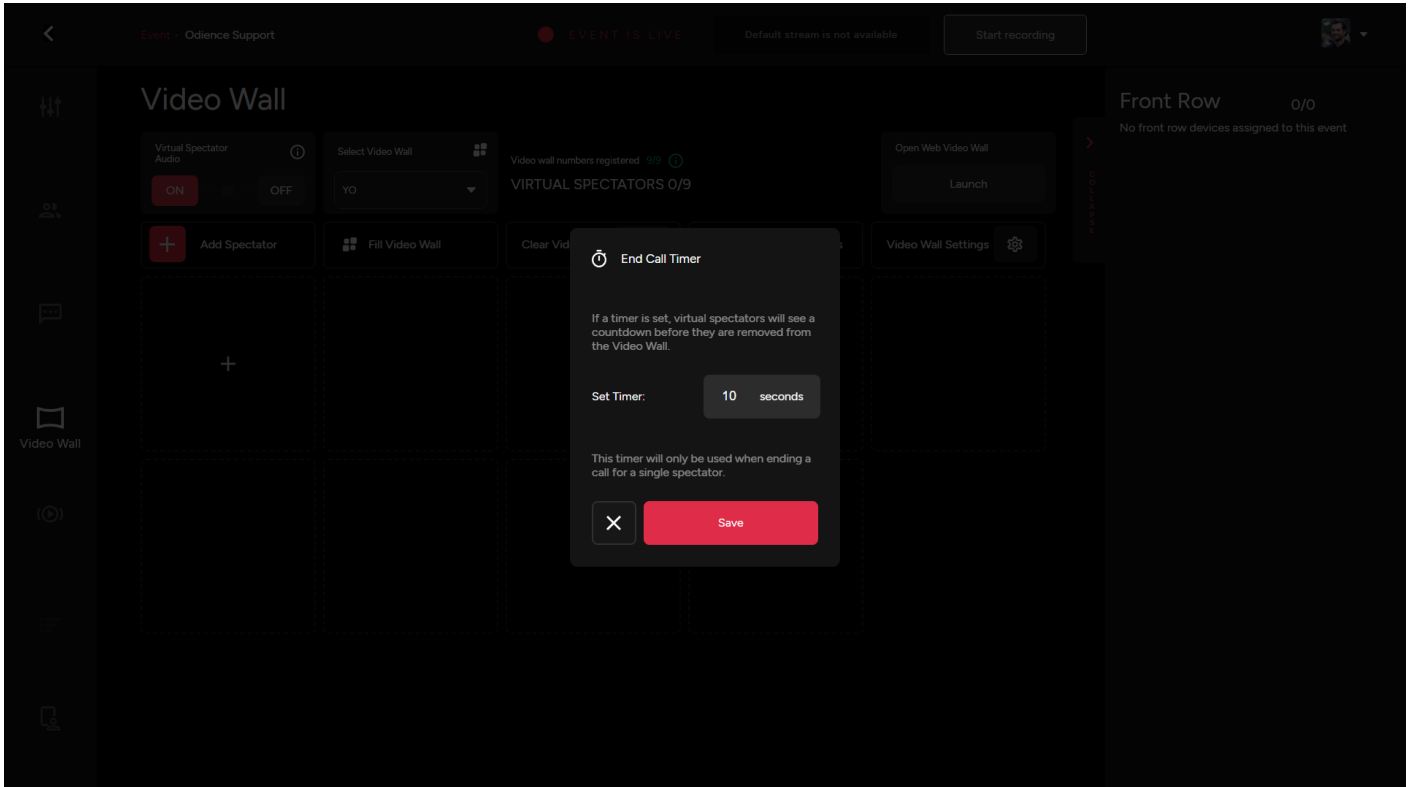 Event • Odience Support
EVENT IS LIVE
Default stream is not available
Start recording
Video Wall
Front Row 0/0
No front row devices assigned to this event
Virtual Spectator
Audio
ON OFF
Select Video Wall
YO
Video wall numbers registered 9/9
VIRTUAL SPECTATORS 0/9
Open Web Video Wall
Launch
COLLAPSE
Add Spectator
Fill Video Wall
Clear Vid
s
Video Wall Settings
End Call Timer
If a timer is set, virtual spectators will see a
countdown before they are removed from
the Video Wall.
Set Timer: 10 seconds
This timer will only be used when ending a
call for a single spectator.
Save
Video Wall